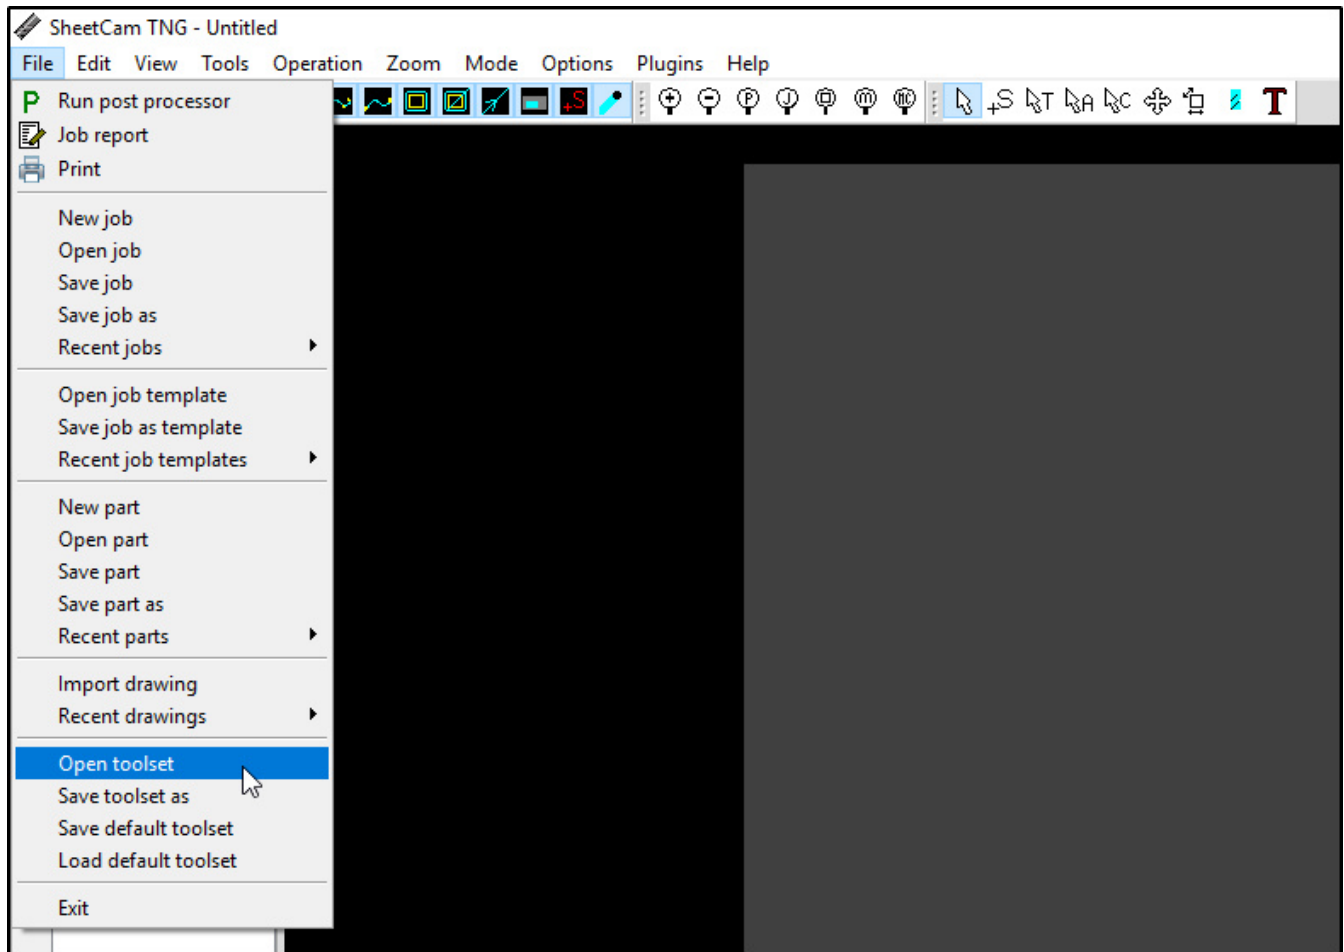 SheetCam TNG - Untitled
File Edit View Tools Operation Zoom Mode Options Plugins Help
P Run post processor
Job report
Print
New job
Open job
Save job
Save job as
Recent jobs
Open job template
Save job as template
Recent job templates
New part
Open part
Save part
Save part as
Recent parts
Import drawing
Recent drawings
Open toolset
Save toolset as
Save default toolset
Load default toolset
Exit
+S P J m mc +S T A C T